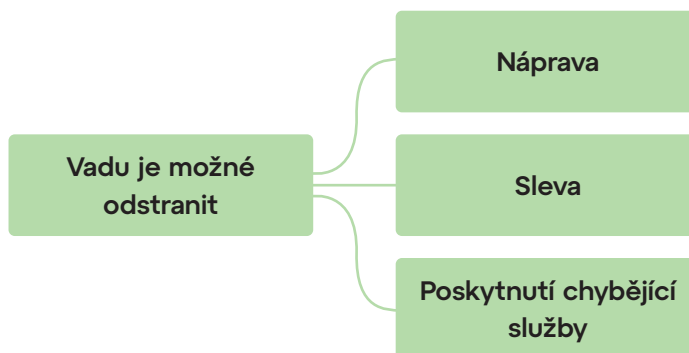 Náprava
Vadu je možné
odstranit
Sleva
Poskytnutí chybějící
služby